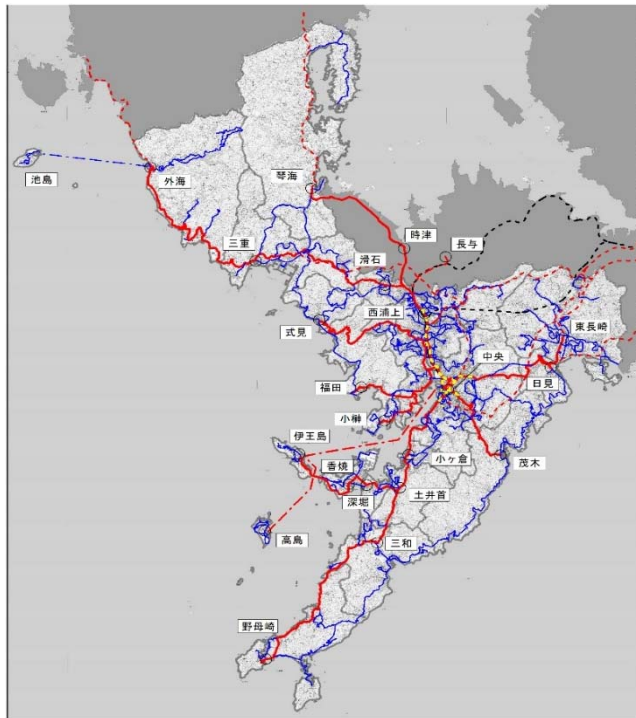 池島
外海
琴海
三重
時津
長与
滑石
西浦上
式見
東長崎
中央
日見
福田
小榊
伊王島
香焼
小ヶ倉
茂木
深堀
土井首
高島
三和
野母崎